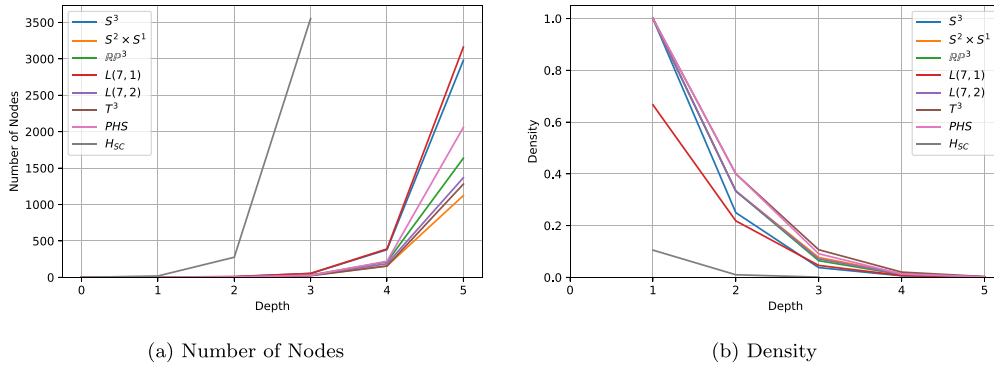 3500
3000
2500
2000
1500
1000
500
0
Number of Nodes
0 1 2 3 4 5
Depth
S³
S² × S¹
ℝℙ³
L(7, 1)
L(7, 2)
T³
PHS
H_SC
(a) Number of Nodes
1.0
0.8
0.6
0.4
0.2
0.0
Density
0 1 2 3 4 5
Depth
S³
S² × S¹
ℝℙ³
L(7, 1)
L(7, 2)
T³
PHS
H_SC
(b) Density